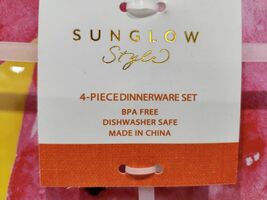 SUNGLOW
Style
4-PIECE DINNERWARE SET
BPA FREE
DISHWASHER SAFE
MADE IN CHINA